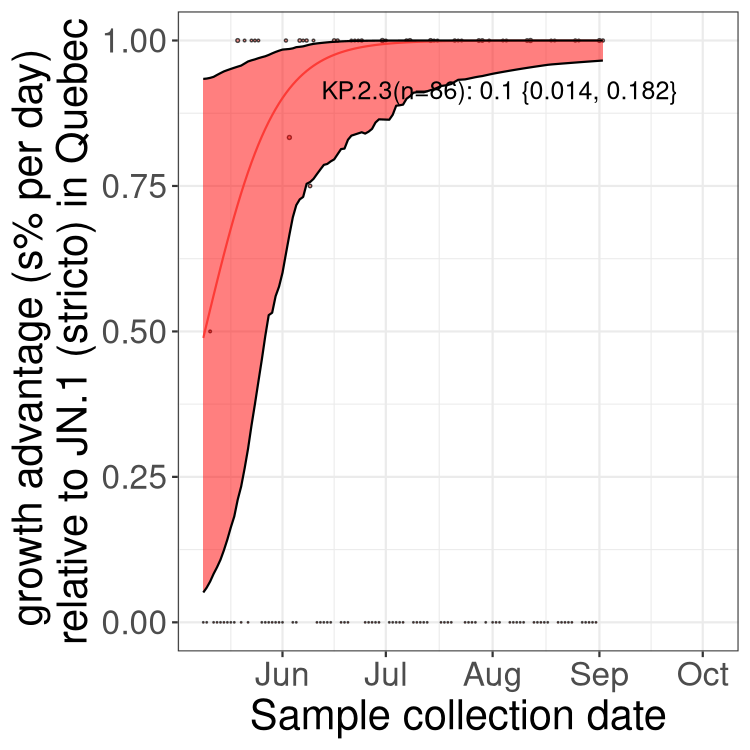 growth advantage (s% per day)
relative to JN.1 (stricto) in Quebec
1.00
0.75
0.50
0.25
0.00
KP.2.3(n=86): 0.1 {0.014, 0.182}
Jun Jul Aug Sep Oct
Sample collection date